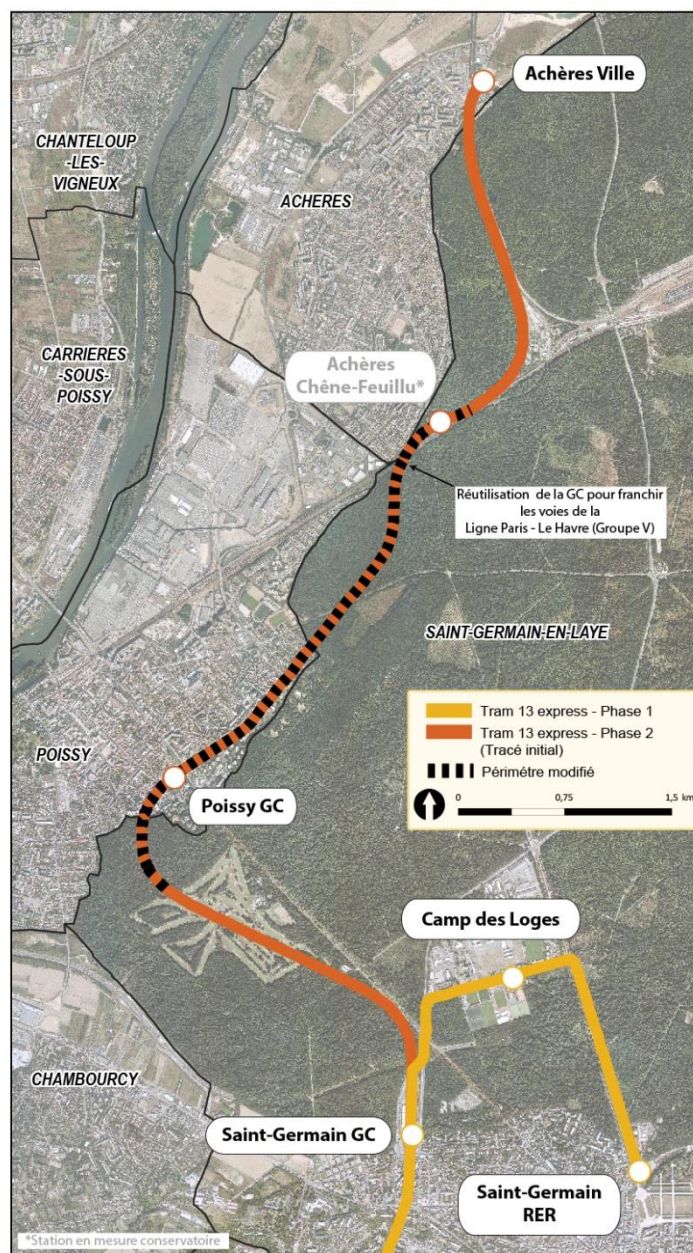 Achères Ville
CHANTELOUP
-LES-
VIGNEUX
ACHERES
CARRIERES
-SOUS-
POISSY
Achères
Chêne-Feuillu*
Réutilisation de la GC pour franchir
les voies de la
Ligne Paris - Le Havre (Groupe V)
SAINT-GERMAIN-EN-LAYE
Tram 13 express - Phase 1
Tram 13 express - Phase 2
(Tracé initial)
Périmétre modifié
0 0,75 1,5 km
POISSY
Poissy GC
Camp des Loges
CHAMBOURCY
Saint-Germain GC
Saint-Germain
RER
*Station en mesure conservatoire